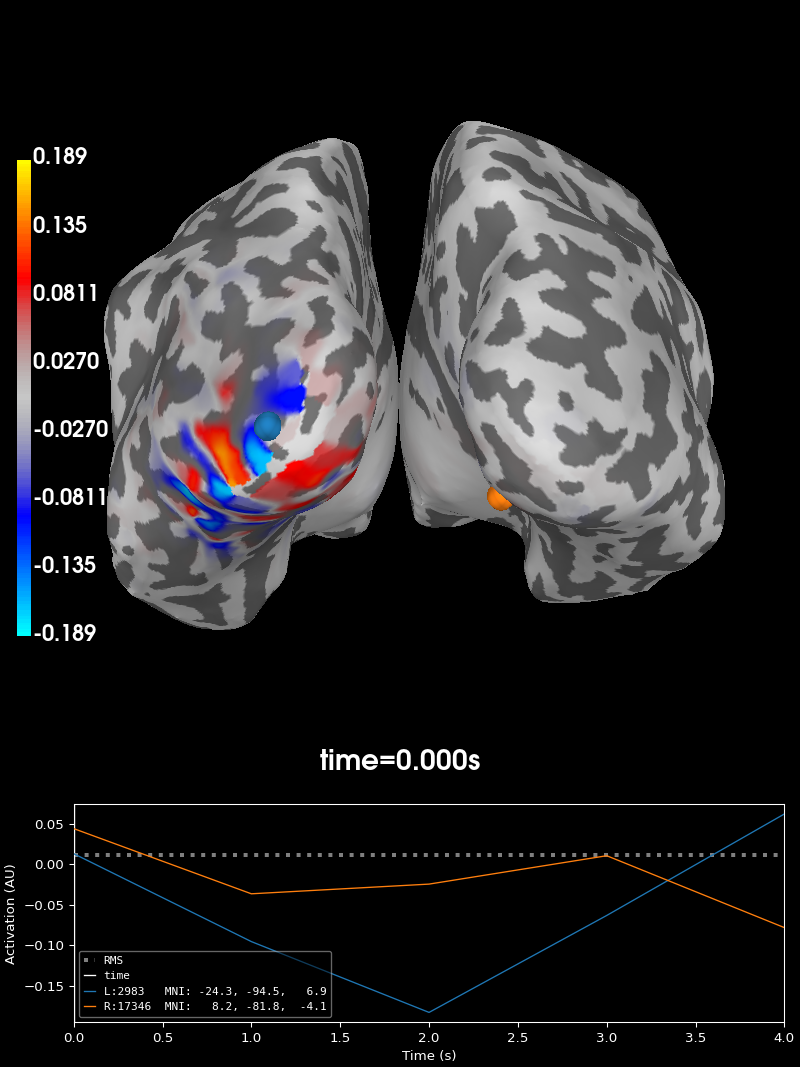 0.189
0.135
0.0811
0.0270
-0.0270
-0.0811
-0.135
-0.189
time=0.000s
Activation (AU)
0.05
0.00
−0.05
−0.10
−0.15
RMS
time
L:2983 MNI: -24.3, -94.5, 6.9
R:17346 MNI: 8.2, -81.8, -4.1
0.0 0.5 1.0 1.5 2.0 2.5 3.0 3.5 4.0
Time (s)